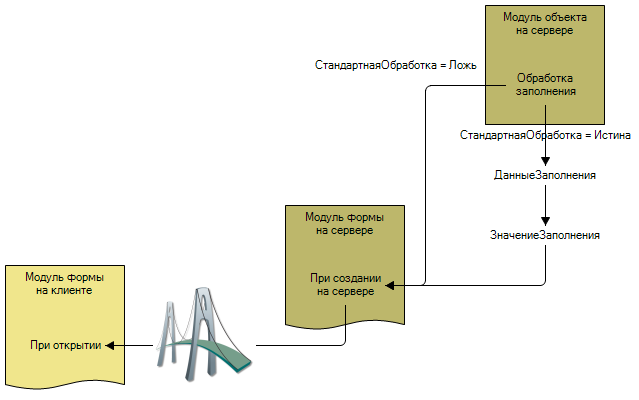 Модуль объекта
на сервере
СтандартнаяОбработка = Ложь
Обработка
заполнения
СтандартнаяОбработка = Истина
ДанныеЗаполнения
Модуль формы
на сервере
ЗначениеЗаполнения
Модуль формы
на клиенте
При создании
на сервере
При открытии